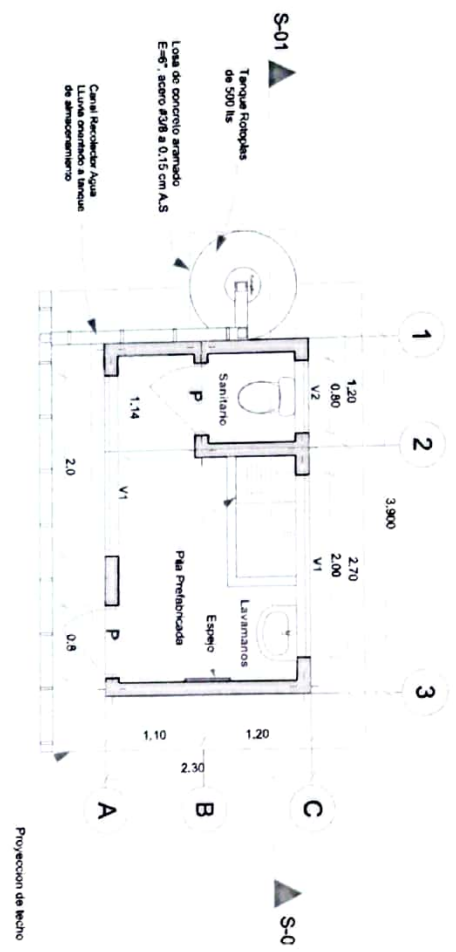 S-01
Tanque Rotoplas
de 500 lts
Losa de concreto aramado
E=6", acero #3/8 a 0.15 cm A.S
Canal Recolector Agua
LLuvia orientado a tanque
de almacenamiento
1
2
3
3.900
1.20
0.80
2.70
2.00
V2
V1
Sanitario
P
1.14
V1
2.0
Pila Prefabricada
Lavamanos
Espejo
P
0.8
1.10
1.20
2.30
A
B
C
S-0
Proyeccion de techo